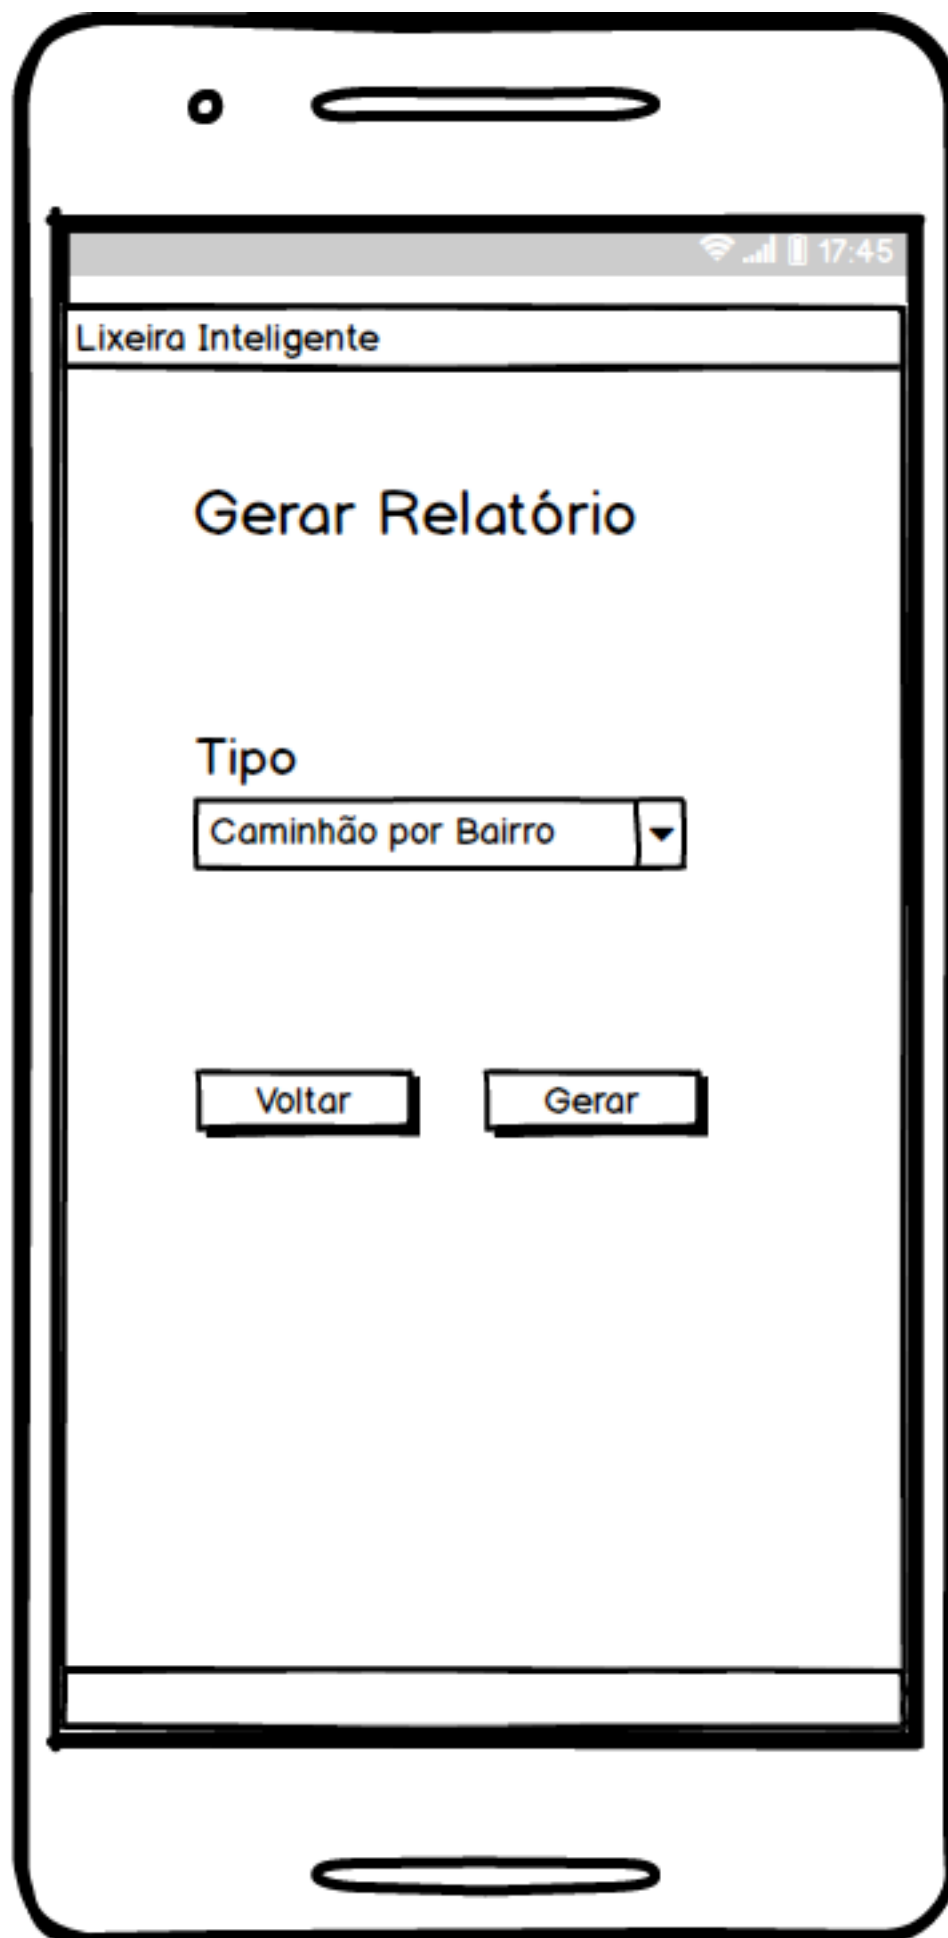 17:45
Lixeira Inteligente
Gerar Relatório
Tipo
Caminhão por Bairro
Voltar Gerar